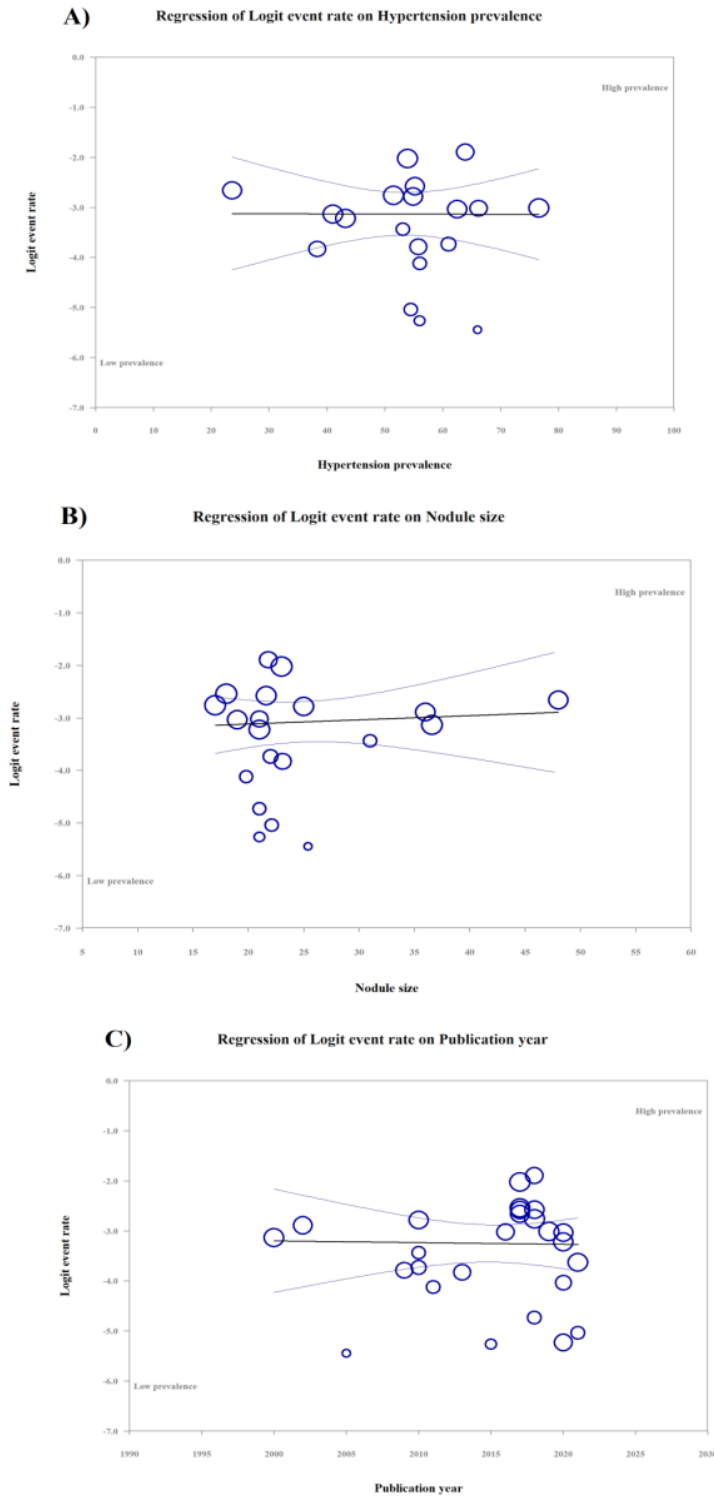 A) Regression of Logit event rate on Hypertension prevalence
0.0
High prevalence
-1.0
-2.0
-3.0
Logit event rate
-4.0
-5.0
-6.0
Low prevalence
-7.0
0 10 20 30 40 50 60 70 80 90 100
Hypertension prevalence
B) Regression of Logit event rate on Nodule size
0.0
High prevalence
-1.0
-2.0
-3.0
Logit event rate
-4.0
-5.0
-6.0
Low prevalence
-7.0
5 10 15 20 25 30 35 40 45 50 55 60
Nodule size
C) Regression of Logit event rate on Publication year
0.0
High prevalence
-1.0
-2.0
-3.0
Logit event rate
-4.0
-5.0
-6.0
Low prevalence
-7.0
1990 1995 2000 2005 2010 2015 2020 2025 2030
Publication year